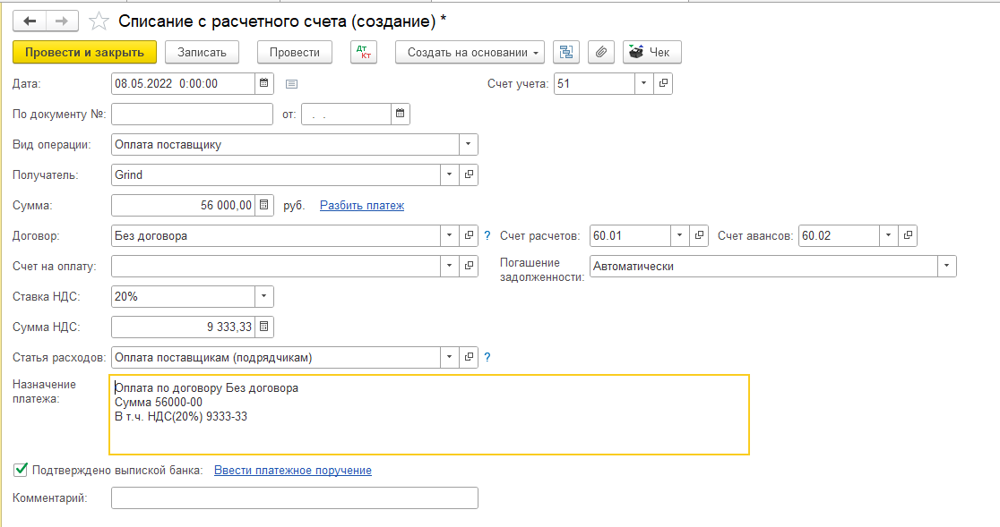 Списание с расчетного счета (создание) *
Провести и закрыть Записать Провести Дт Кт Создать на основании Чек
Дата: 08.05.2022 0:00:00 Счет учета: 51
По документу №: от: . .
Вид операции: Оплата поставщику
Получатель: Grind
Сумма: 56 000,00 руб. Разбить платеж
Договор: Без договора ? Счет расчетов: 60.01 Счет авансов: 60.02
Счет на оплату: Погашение задолженности: Автоматически
Ставка НДС: 20%
Сумма НДС: 9 333,33
Статья расходов: Оплата поставщикам (подрядчикам) ?
Назначение платежа:
Оплата по договору Без договора
Сумма 56000-00
В т.ч. НДС(20%) 9333-33
Подтверждено выпиской банка: Ввести платежное поручение
Комментарий: